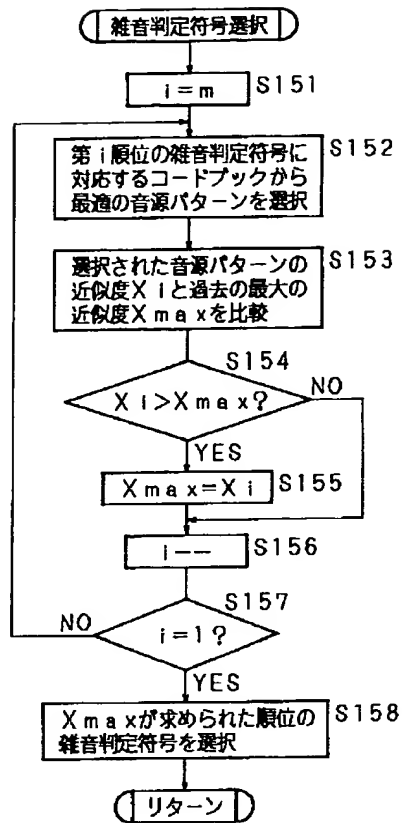 雑音判定符号選択
i=m S151
第i順位の雑音判定符号に S152
対応するコードブックから
最適の音源パターンを選択
選択された音源パターンの S153
近似度Xiと過去の最大の
近似度Xmaxを比較
S154
Xi>Xmax? NO
YES
Xmax=Xi S155
i-- S156
S157
NO i=1?
YES
Xmaxが求められた順位の S158
雑音判定符号を選択
リターン